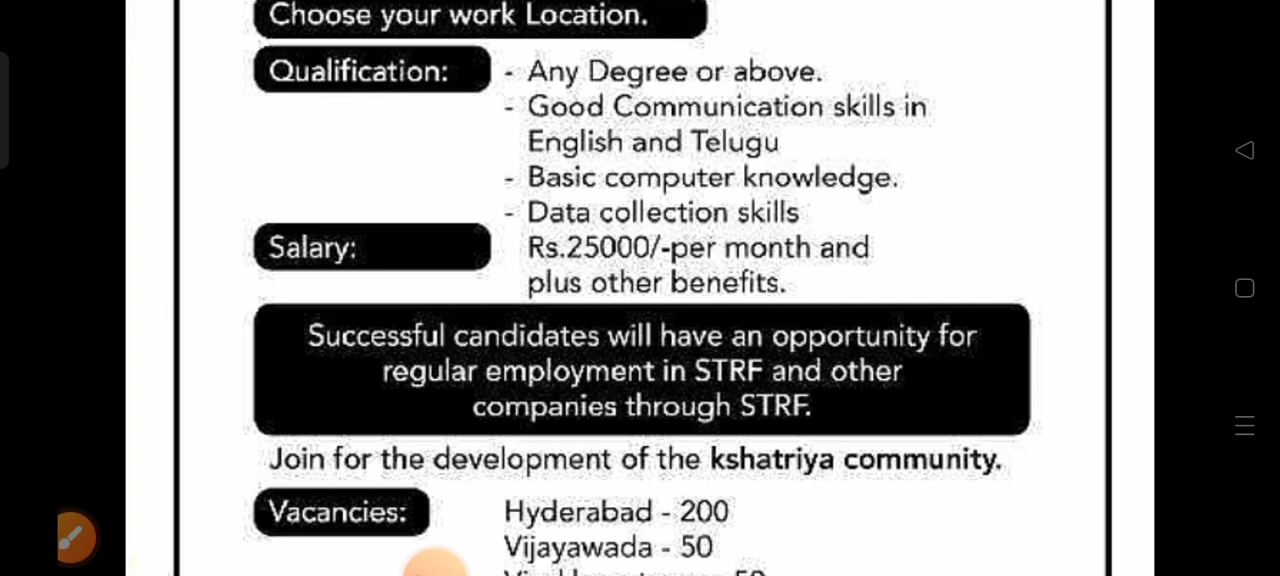 Choose your work Location.
Qualification: - Any Degree or above.
- Good Communication skills in
English and Telugu
- Basic computer knowledge.
- Data collection skills
Salary: Rs.25000/-per month and
plus other benefits.
Successful candidates will have an opportunity for
regular employment in STRF and other
companies through STRF.
Join for the development of the kshatriya community.
Vacancies: Hyderabad - 200
Vijayawada - 50